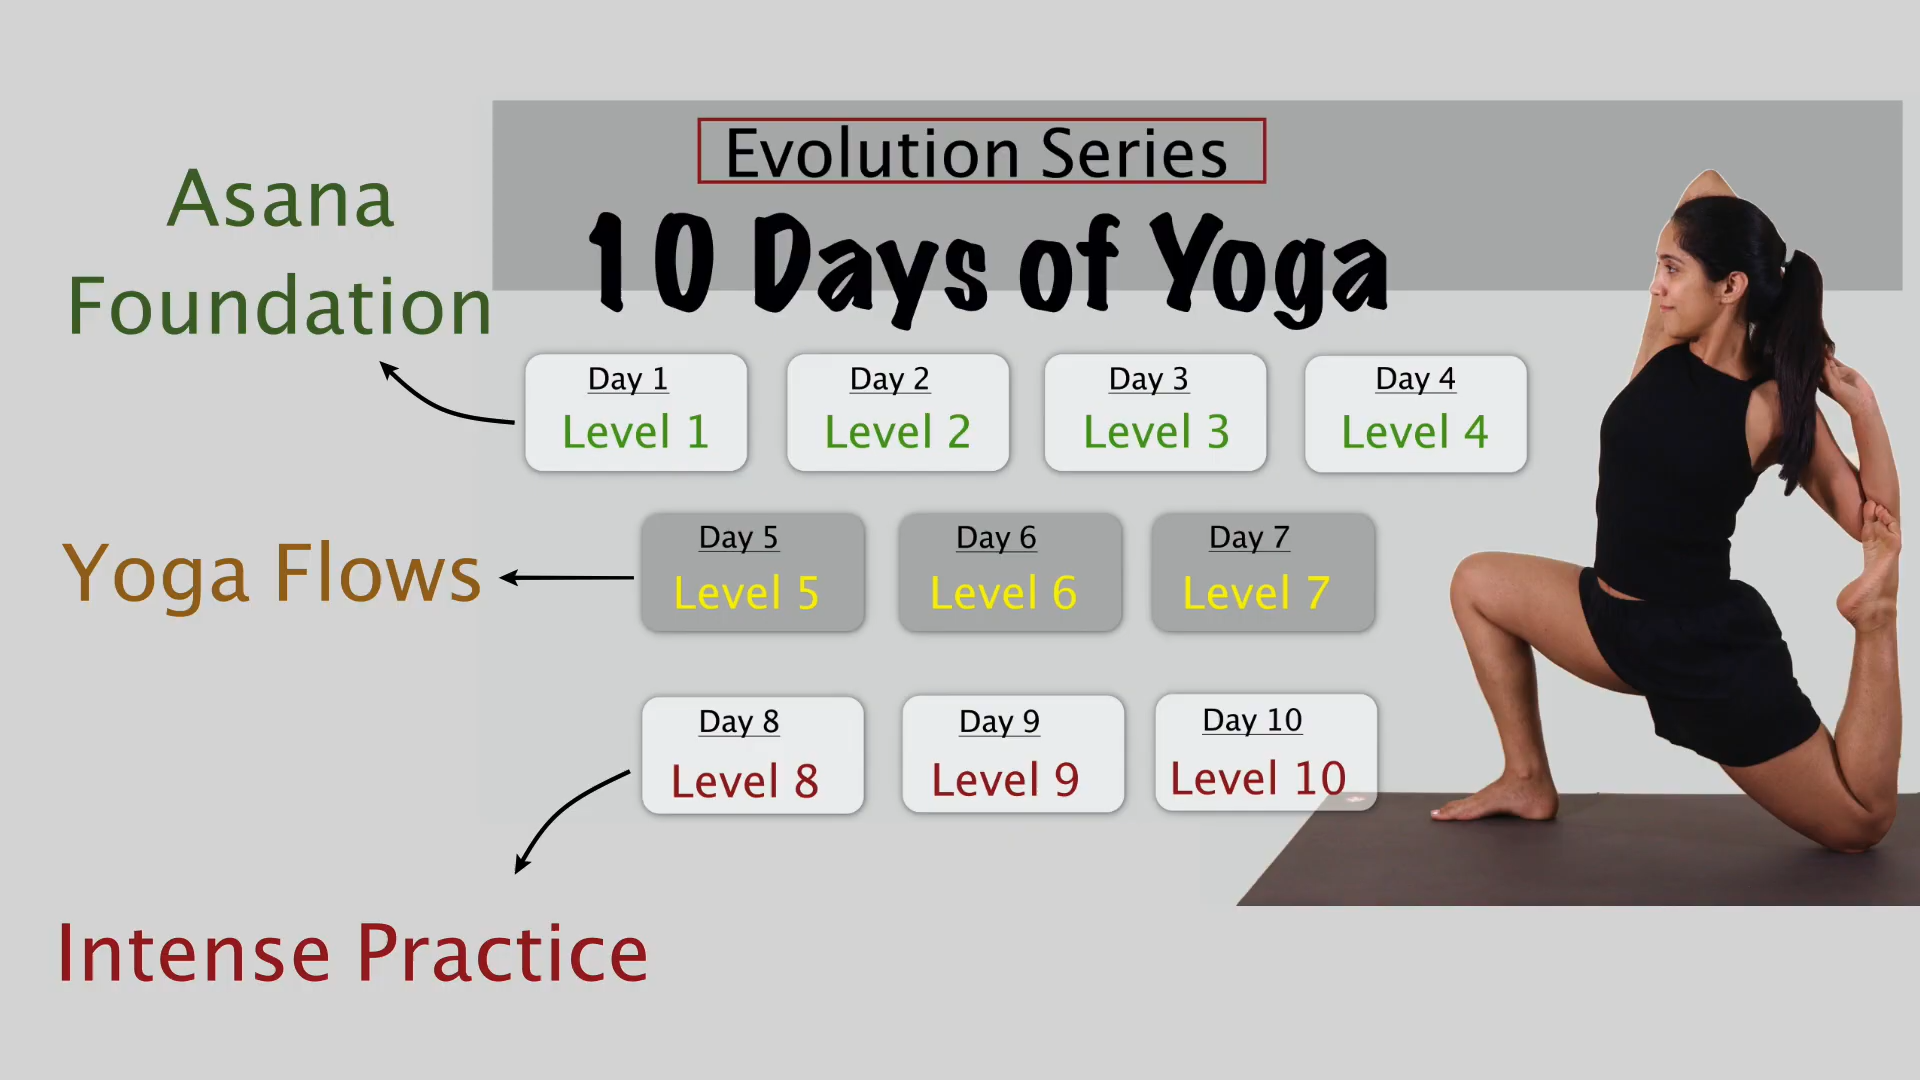 Evolution Series
10 Days of Yoga
Asana
Foundation
Day 1
Level 1
Day 2
Level 2
Day 3
Level 3
Day 4
Level 4
Yoga Flows
Day 5
Level 5
Day 6
Level 6
Day 7
Level 7
Day 8
Level 8
Day 9
Level 9
Day 10
Level 10
Intense Practice